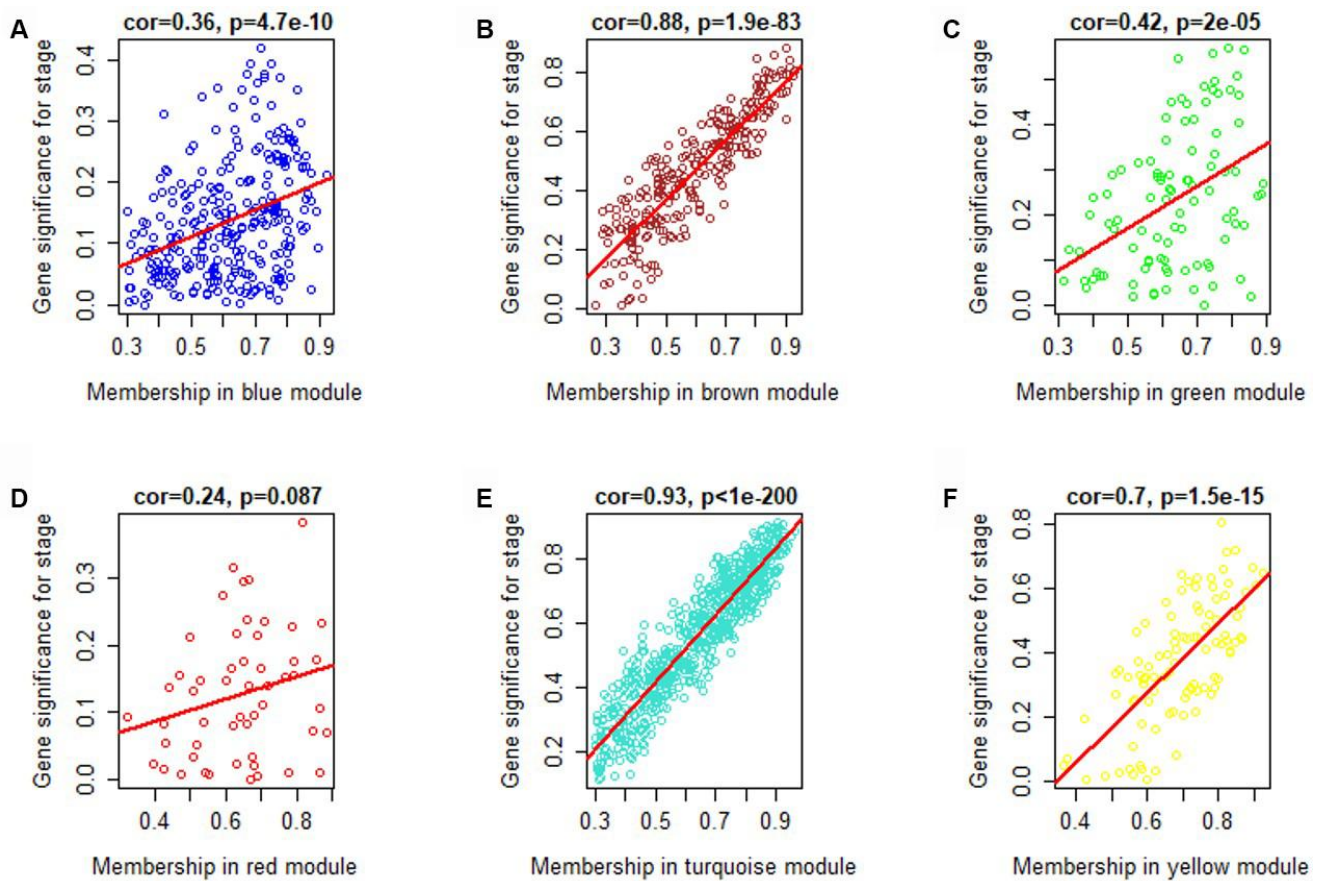 A
cor=0.36, p=4.7e-10
Gene significance for stage
0.0 0.1 0.2 0.3 0.4
0.3 0.5 0.7 0.9
Membership in blue module
B
cor=0.88, p=1.9e-83
Gene significance for stage
0.0 0.2 0.4 0.6 0.8
0.3 0.5 0.7 0.9
Membership in brown module
C
cor=0.42, p=2e-05
Gene significance for stage
0.0 0.2 0.4
0.3 0.5 0.7 0.9
Membership in green module
D
cor=0.24, p=0.087
Gene significance for stage
0.0 0.1 0.2 0.3
0.4 0.6 0.8
Membership in red module
E
cor=0.93, p<1e-200
Gene significance for stage
0.2 0.4 0.6 0.8
0.3 0.5 0.7 0.9
Membership in turquoise module
F
cor=0.7, p=1.5e-15
Gene significance for stage
0.0 0.2 0.4 0.6 0.8
0.4 0.6 0.8
Membership in yellow module